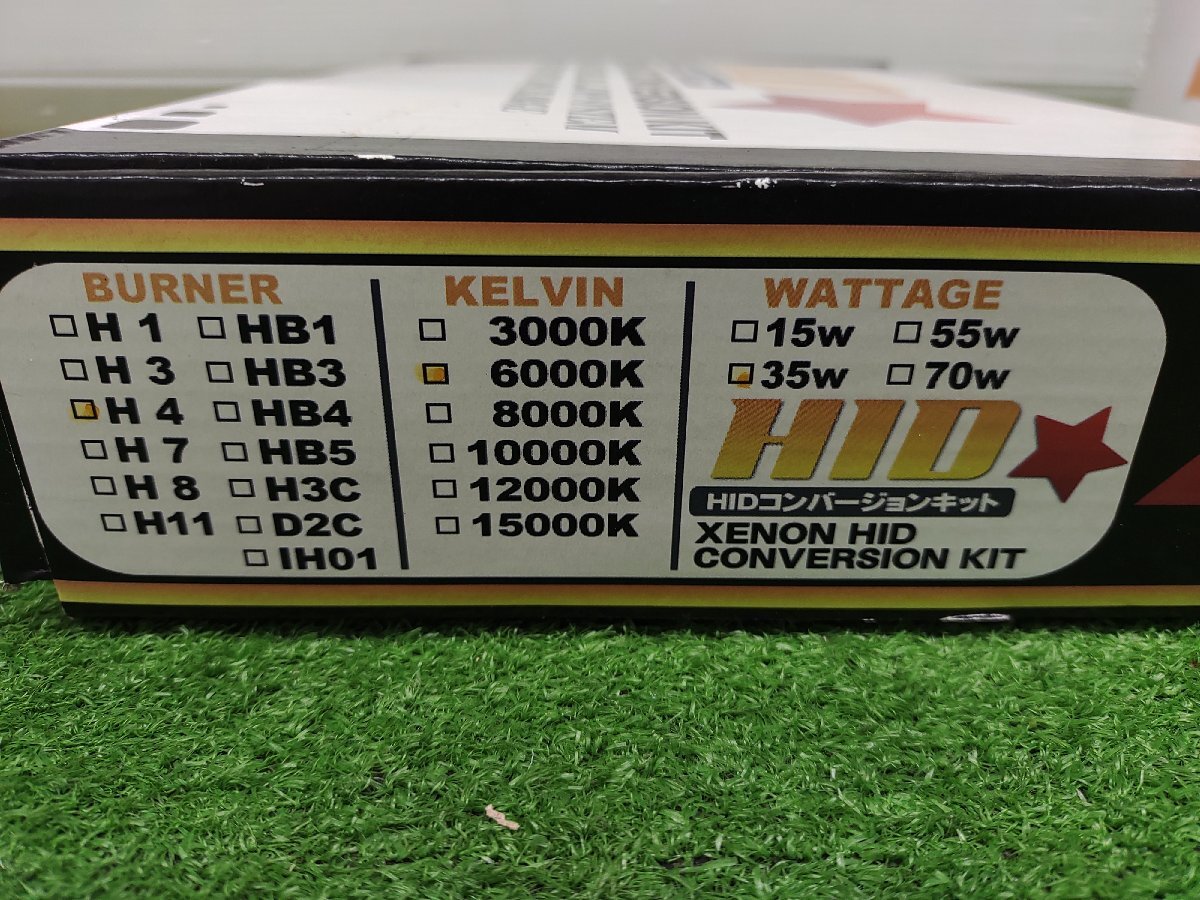 BURNER
H 1 HB1
H 3 HB3
H 4 HB4
H 7 HB5
H 8 H3C
H11 D2C
IH01
KELVIN
3000K
6000K
8000K
10000K
12000K
15000K
WATTAGE
15w 55w
35w 70w
HID
HIDコンバージョンキット
XENON HID
CONVERSION KIT